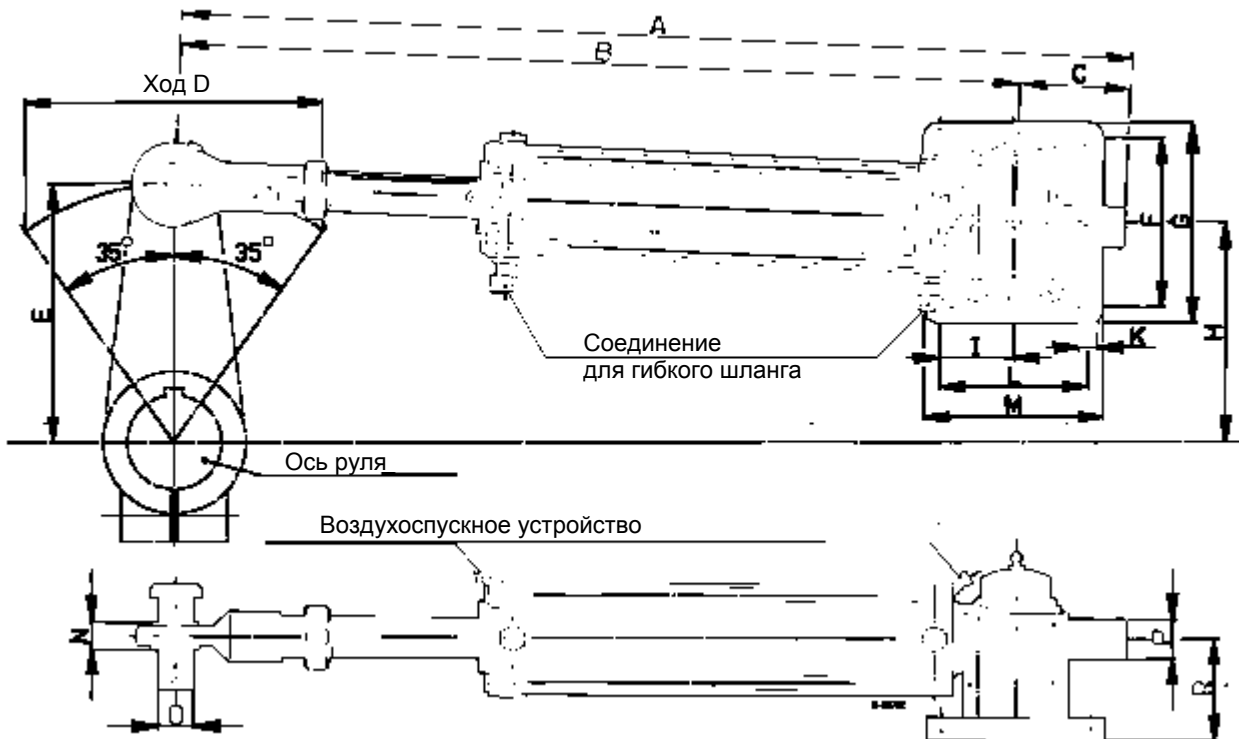 A
B
C
Ход D
35°
35°
E
F
G
H
Соединение
для гибкого шланга
I
K
L
M
Ось руля
Воздухоспускное устройство
N
O
P
R